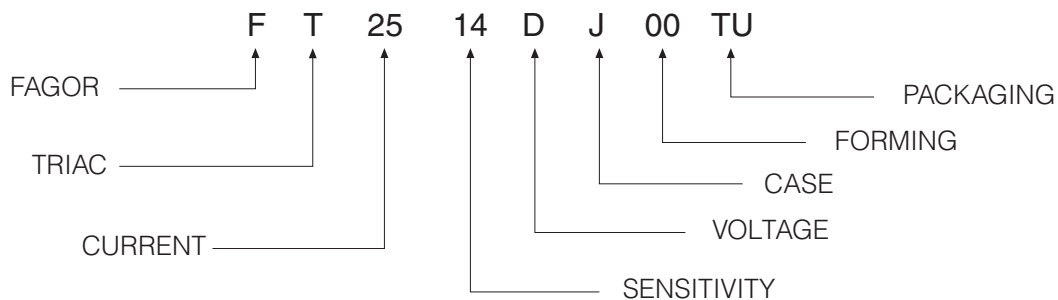 F T 25 14 D J 00 TU
FAGOR
PACKAGING
FORMING
TRIAC
CASE
VOLTAGE
CURRENT
SENSITIVITY